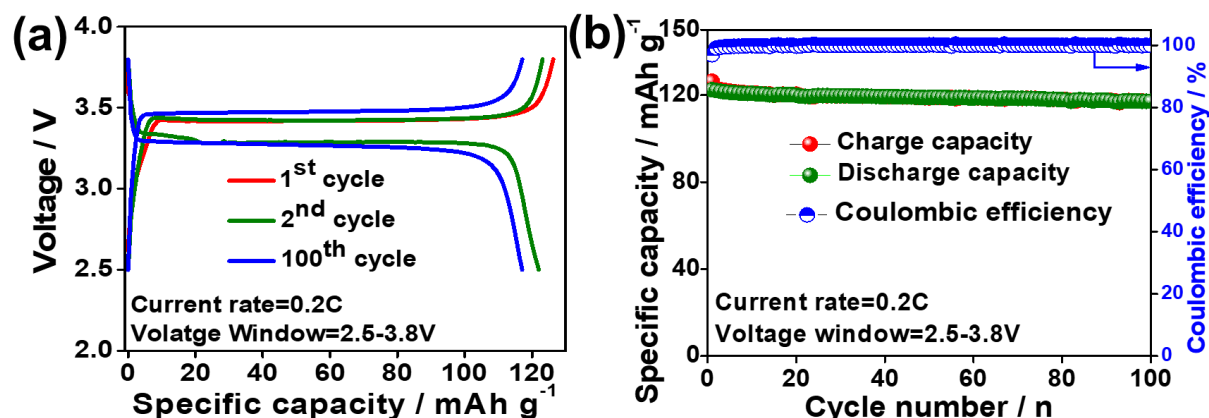 (a)
4.0
3.5
3.0
2.5
2.0
Voltage / V
1st cycle
2nd cycle
100th cycle
Current rate=0.2C
Volatge Window=2.5-3.8V
0 20 40 60 80 100 120
Specific capacity / mAh g-1
(b)
150
120
80
40
0
Specific capacity / mAh g-1
Charge capacity
Discharge capacity
Coulombic efficiency
Current rate=0.2C
Voltage window=2.5-3.8V
0 20 40 60 80 100
Cycle number / n
100
80
60
40
20
0
Coulombic efficiency / %